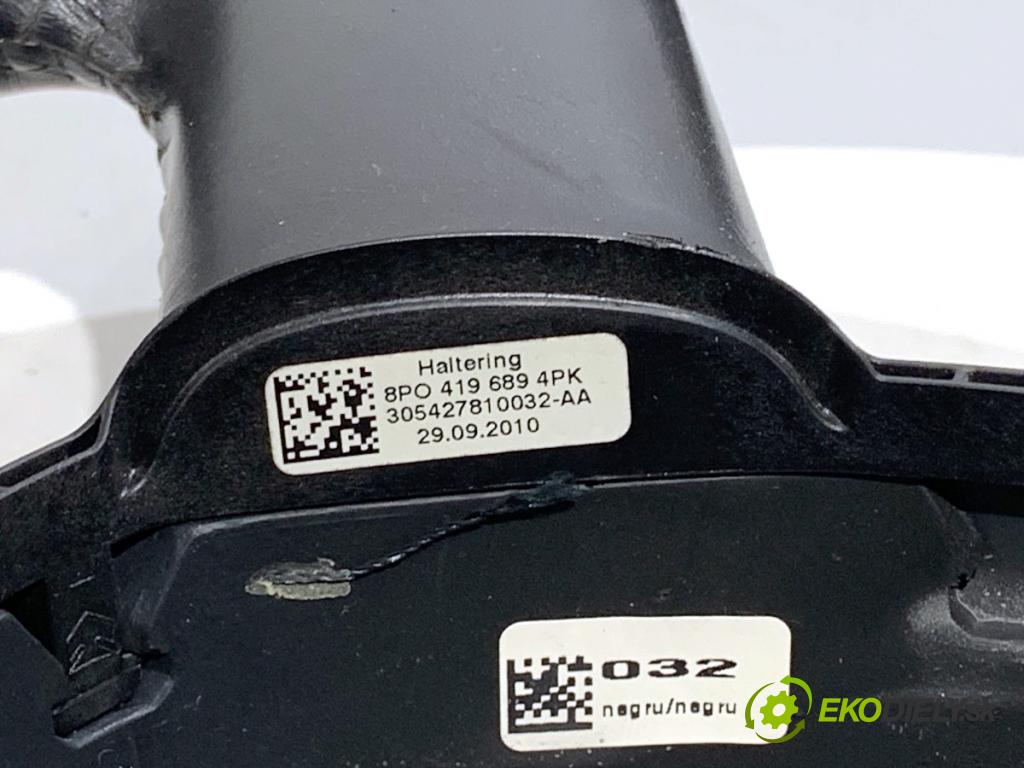 Haltering
8PO 419 689 4PK
305427810032-AA
29.09.2010
032
negru/negru
EKODIELY.SK